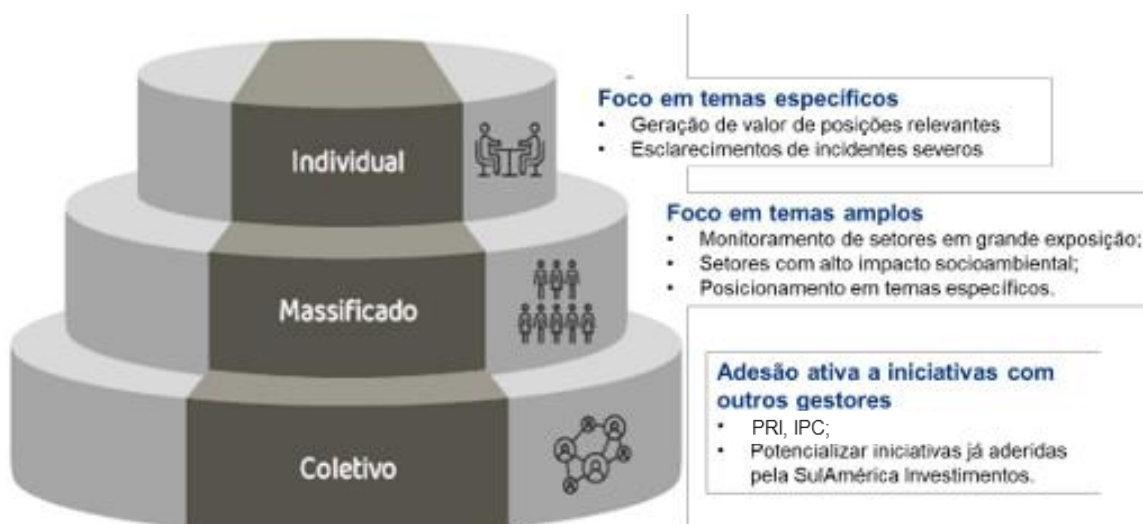 Foco em temas específicos
• Geração de valor de posições relevantes
• Esclarecimentos de incidentes severos
Individual
Foco em temas amplos
• Monitoramento de setores em grande exposição;
• Setores com alto impacto socioambiental;
• Posicionamento em temas específicos.
Massificado
Adesão ativa a iniciativas com
outros gestores
• PRI, IPC;
• Potencializar iniciativas já aderidas
pela SulAmérica Investimentos.
Coletivo